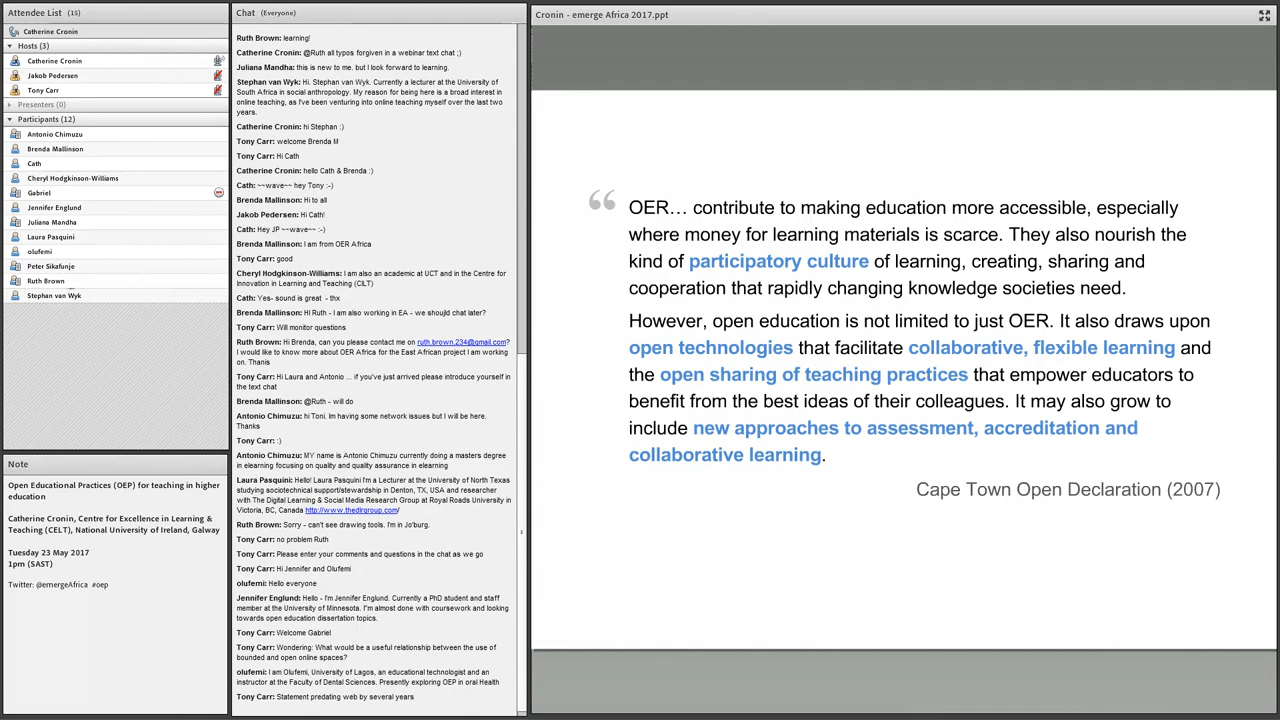 Attendee List (15)
Catherine Cronin
Hosts (3)
Catherine Cronin
Jakob Pedersen
Tony Carr
Presenters (0)
Participants (12)
Antonio Chimuzu
Brenda Mallinson
Cath
Cheryl Hodgkinson-Williams
Gabriel
Jennifer Englund
Juliana Mandha
Laura Pasquini
olufemi
Peter Sikafunje
Ruth Brown
Stephan van Wyk
Note
Open Educational Practices (OEP) for teaching in higher
education
Catherine Cronin, Centre for Excellence in Learning &
Teaching (CELT), National University of Ireland, Galway
Tuesday 23 May 2017
1pm (SAST)
Twitter: @emergeAfrica #oep
Chat (Everyone)
Ruth Brown: learning!
Catherine Cronin: @Ruth all typos forgiven in a webinar text chat ;)
Juliana Mandha: this is new to me. but I look forward to learning.
Stephan van Wyk: Hi. Stephan van Wyk. Currently a lecturer at the University of
South Africa in social anthropology. My reason for being here is a broad interest in
online teaching, as I've been venturing into online teaching myself over the last two
years.
Catherine Cronin: hi Stephan :)
Tony Carr: welcome Brenda M
Tony Carr: Hi Cath
Catherine Cronin: hello Cath & Brenda :)
Cath: ~~wave~~ hey Tony :-)
Brenda Mallinson: Hi to all
Jakob Pedersen: Hi Cath!
Cath: Hey JP ~~wave~~ :-)
Brenda Mallinson: I am from OER Africa
Tony Carr: good
Cheryl Hodgkinson-Williams: I am also an academic at UCT and in the Centre for
Innovation in Learning and Teaching (CILT)
Cath: Yes- sound is great - thx
Brenda Mallinson: HI Ruth - I am also working in EA - we shoujld chat later?
Tony Carr: Will monitor questions
Ruth Brown: Hi Brenda, can you please contact me on ruth.brown.234@gmail.com?
I would like to know more about OER Africa for the East African project I am working
on. Thanis
Tony Carr: Hi Laura and Antonio ... if you've just arrived please introduce yourself in
the text chat
Brenda Mallinson: @Ruth - will do
Antonio Chimuzu: hi Toni. Im having some network issues but I will be here.
Thanks
Tony Carr: :)
Antonio Chimuzu: MY name is Antonio Chimuzu currently doing a masters degree
in elearning focusing on quality and quality assurance in elearning
Laura Pasquini: Hello! Laura Pasquini I'm a Lecturer at the University of North Texas
studying sociotechnical support/stewardship in Denton, TX, USA and researcher
with The Digital Learning & Social Media Research Group at Royal Roads University in
Victoria, BC, Canada http://www.thedlrgroup.com/
Ruth Brown: Sorry - can't see drawing tools. I'm in Jo'burg.
Tony Carr: no problem Ruth
Tony Carr: Please enter your comments and questions in the chat as we go
Tony Carr: Hi Jennifer and Olufemi
olufemi: Hello everyone
Jennifer Englund: Hello - I'm Jennifer Englund. Currently a PhD student and staff
member at the University of Minnesota. I'm almost done with coursework and looking
towards open education dissertation topics.
Tony Carr: Welcome Gabriel
Tony Carr: Wondering: What would be a useful relationship between the use of
bounded and open online spaces?
olufemi: I am Olufemi, University of Lagos, an educational technologist and an
instructor at the Faculty of Dental Sciences. Presently exploring OEP in oral Health
Tony Carr: Statement predating web by several years
Cronin - emerge Africa 2017.ppt
“ OER… contribute to making education more accessible, especially
where money for learning materials is scarce. They also nourish the
kind of participatory culture of learning, creating, sharing and
cooperation that rapidly changing knowledge societies need.
However, open education is not limited to just OER. It also draws upon
open technologies that facilitate collaborative, flexible learning and
the open sharing of teaching practices that empower educators to
benefit from the best ideas of their colleagues. It may also grow to
include new approaches to assessment, accreditation and
collaborative learning.
Cape Town Open Declaration (2007)